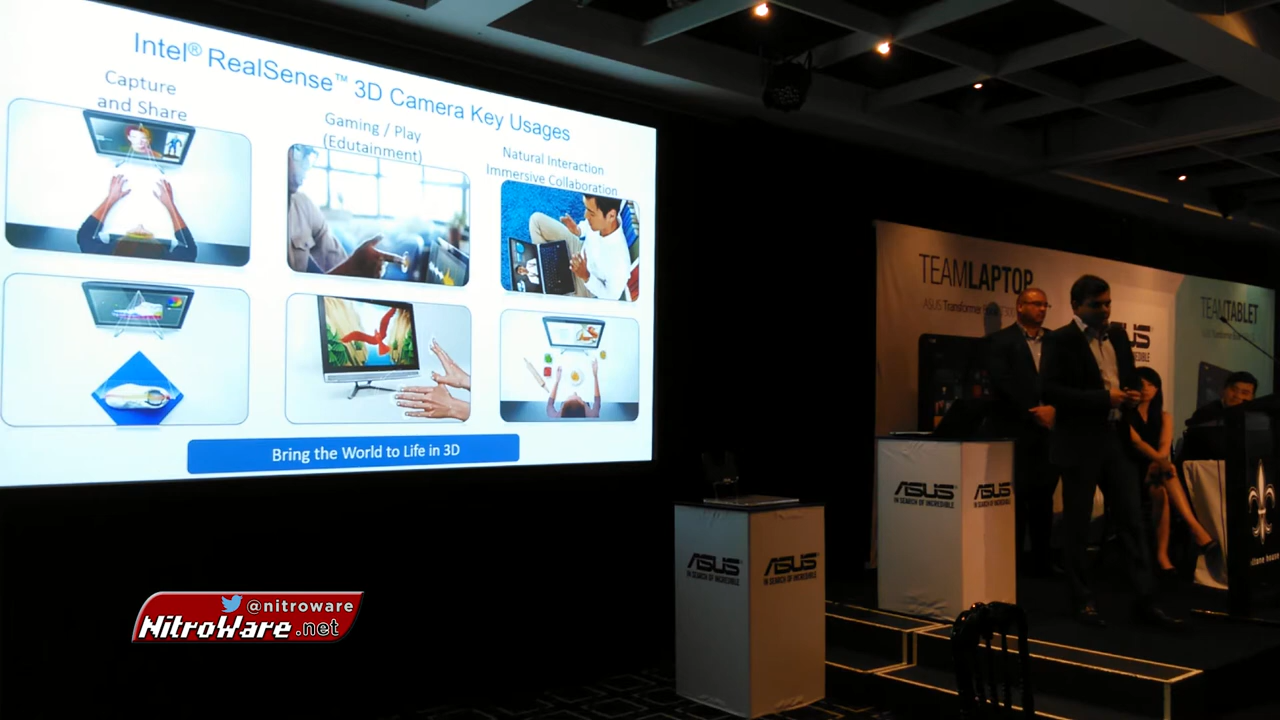 Intel® RealSense™ 3D Camera Key Usages
Capture
and Share
Gaming / Play
(Edutainment)
Natural Interaction
Immersive Collaboration
Bring the World to Life in 3D
TEAMLAPTOP
ASUS Transformer
TEAMTABLET
ASUS
IN SEARCH OF INCREDIBLE
ASUS
IN SEARCH OF INCREDIBLE
ASUS
IN SEARCH OF INCREDIBLE
ASUS
IN SEARCH OF INCREDIBLE
@nitroware
NitroWare.net